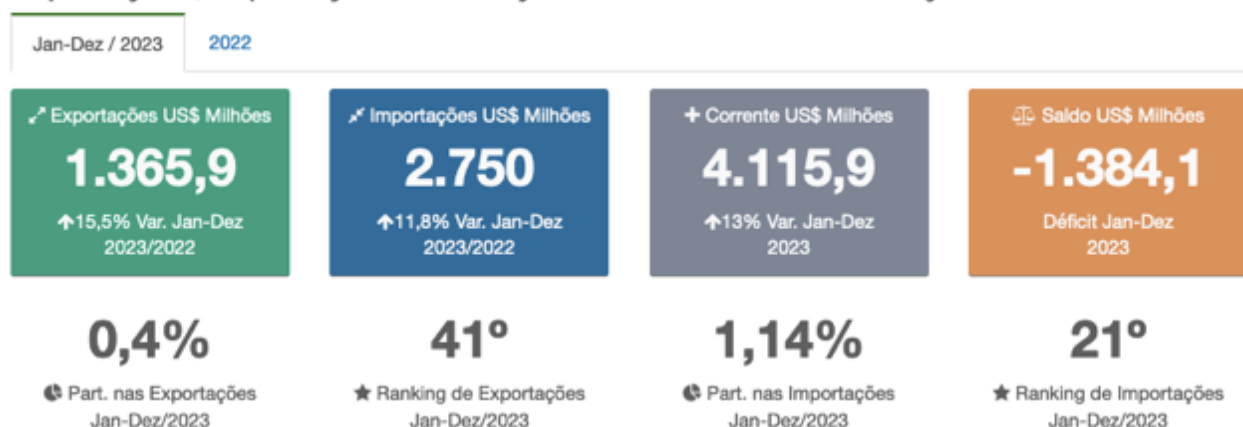 Jan-Dez / 2023
2022
Exportações US$ Milhões
1.365,9
15,5% Var. Jan-Dez
2023/2022
Importações US$ Milhões
2.750
11,8% Var. Jan-Dez
2023/2022
Corrente US$ Milhões
4.115,9
13% Var. Jan-Dez
2023
Saldo US$ Milhões
-1.384,1
Déficit Jan-Dez
2023
0,4%
Part. nas Exportações
Jan-Dez/2023
41º
Ranking de Exportações
Jan-Dez/2023
1,14%
Part. nas Importações
Jan-Dez/2023
21º
Ranking de Importações
Jan-Dez/2023